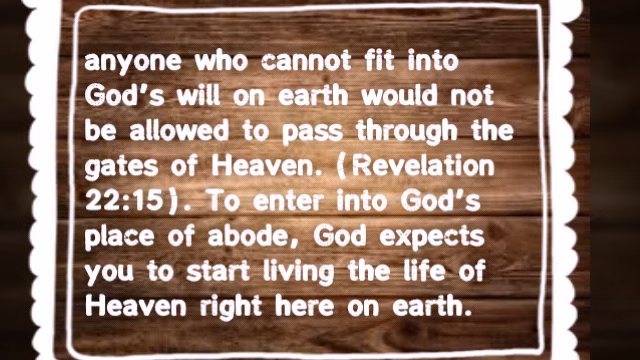 anyone who cannot fit into
God's will on earth would not
be allowed to pass through the
gates of Heaven. (Revelation
22:15). To enter into God's
place of abode, God expects
you to start living the life of
Heaven right here on earth.